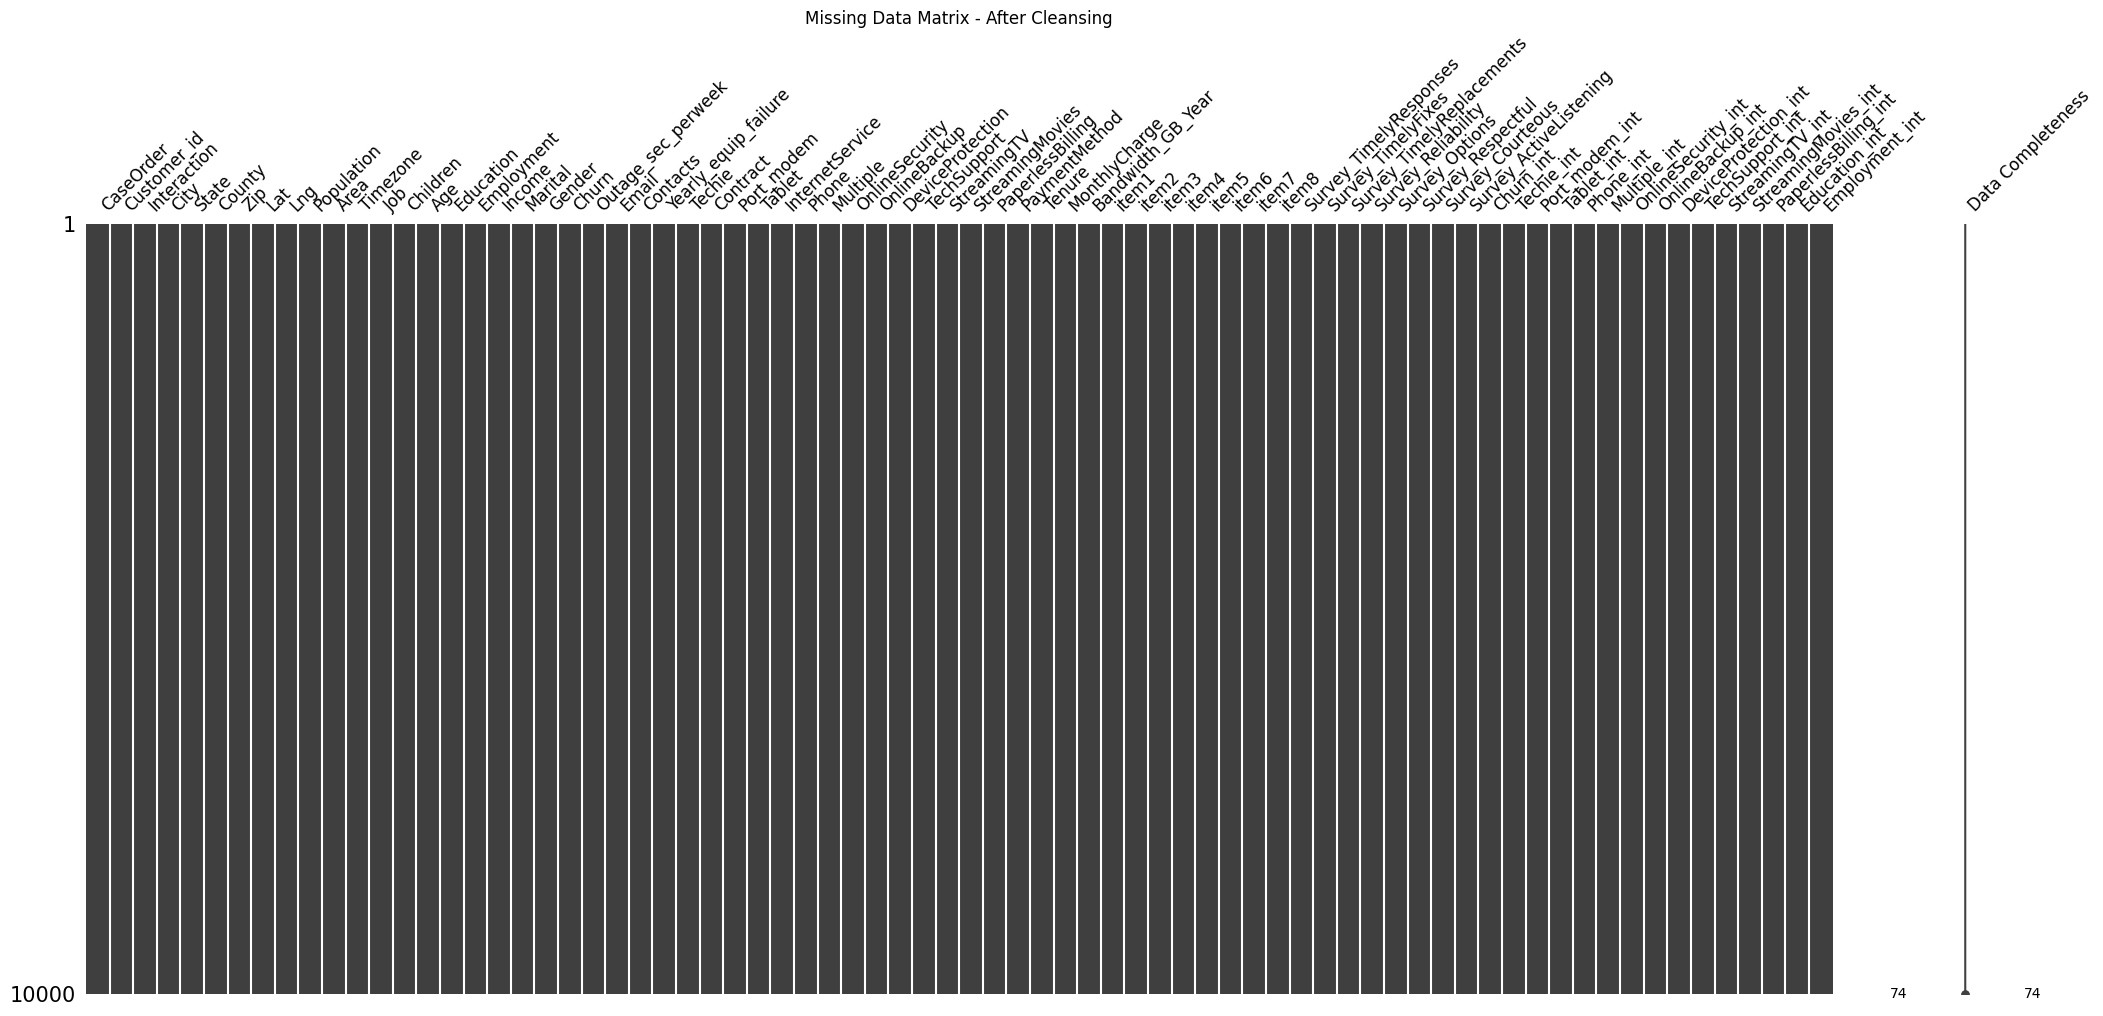 Missing Data Matrix - After Cleansing
CaseOrder
Customer_id
Interaction
City
State
County
Zip
Lat
Lng
Population
Area
Timezone
Job
Children
Age
Education
Employment
Income
Marital
Gender
Churn
Outage_sec_perweek
Email
Contacts
Yearly_equip_failure
Techie
Contract
Port_modem
Tablet
InternetService
Phone
Multiple
OnlineSecurity
OnlineBackup
DeviceProtection
TechSupport
StreamingTV
StreamingMovies
PaperlessBilling
PaymentMethod
Tenure
MonthlyCharge
Bandwidth_GB_Year
item1
item2
item3
item4
item5
item6
item7
item8
Survey_TimelyResponses
Survey_TimelyFixes
Survey_TimelyReplacements
Survey_Reliability
Survey_Options
Survey_Respectful
Survey_Courteous
Survey_ActiveListening
Churn_int
Techie_int
Port_modem_int
Tablet_int
Phone_int
Multiple_int
OnlineSecurity_int
OnlineBackup_int
DeviceProtection_int
TechSupport_int
StreamingTV_int
StreamingMovies_int
PaperlessBilling_int
Education_int
Employment_int
Data Completeness
1
10000
74
74